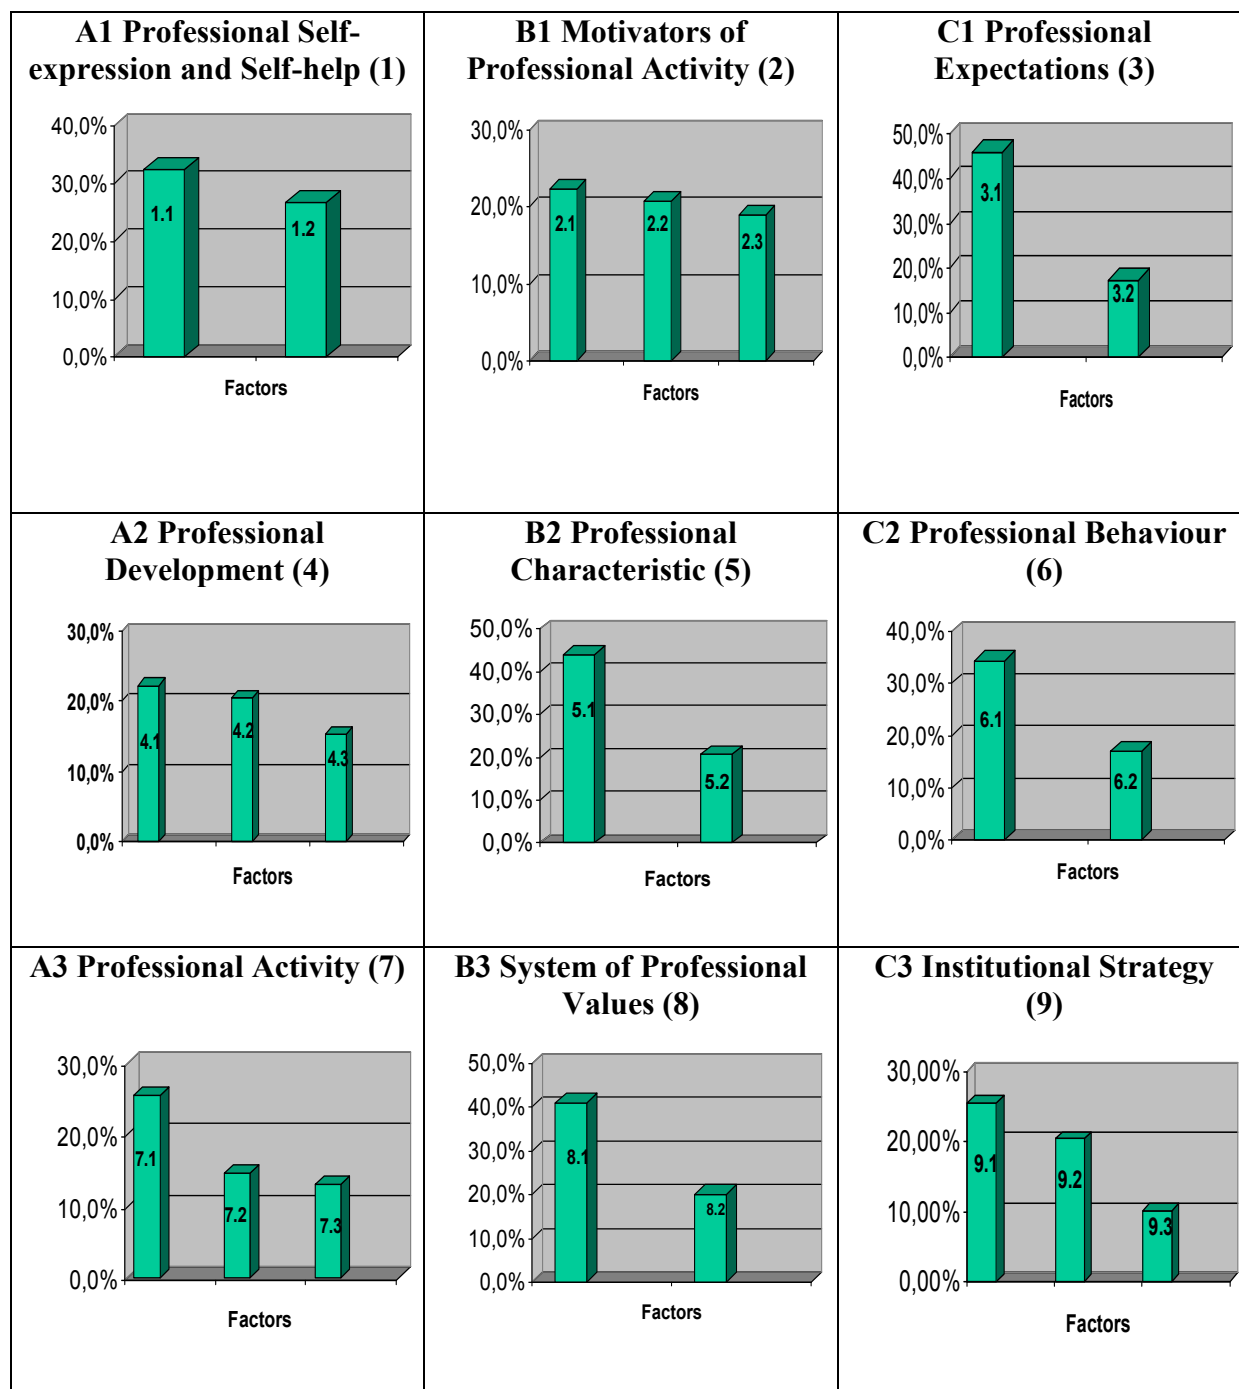 A1 Professional Self-
expression and Self-help (1)
40,0%
30,0%
20,0%
10,0%
0,0%
1.1
1.2
Factors
B1 Motivators of
Professional Activity (2)
30,0%
20,0%
10,0%
0,0%
2.1
2.2
2.3
Factors
C1 Professional
Expectations (3)
50,0%
40,0%
30,0%
20,0%
10,0%
0,0%
3.1
3.2
Factors
A2 Professional
Development (4)
30,0%
20,0%
10,0%
0,0%
4.1
4.2
4.3
Factors
B2 Professional
Characteristic (5)
50,0%
40,0%
30,0%
20,0%
10,0%
0,0%
5.1
5.2
Factors
C2 Professional Behaviour
(6)
40,0%
30,0%
20,0%
10,0%
0,0%
6.1
6.2
Factors
A3 Professional Activity (7)
30,0%
20,0%
10,0%
0,0%
7.1
7.2
7.3
Factors
B3 System of Professional
Values (8)
50,0%
40,0%
30,0%
20,0%
10,0%
0,0%
8.1
8.2
Factors
C3 Institutional Strategy
(9)
30,00%
20,00%
10,00%
0,00%
9.1
9.2
9.3
Factors